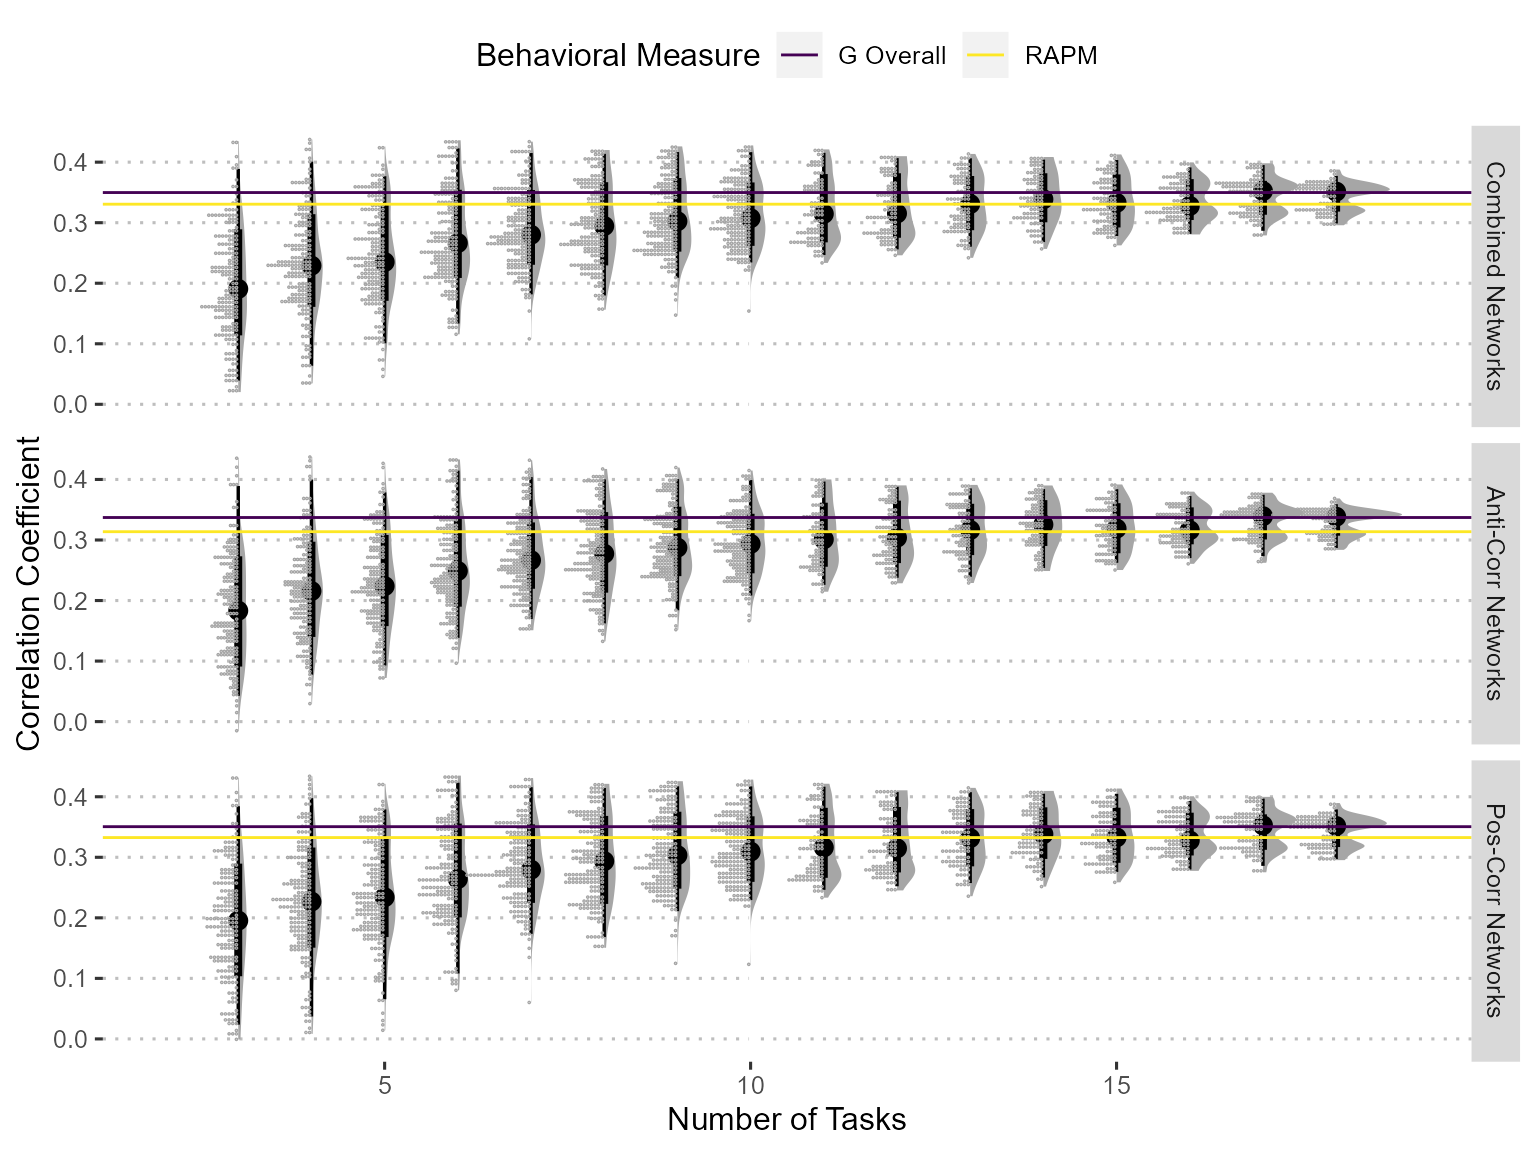 Behavioral Measure G Overall RAPM
Correlation Coefficient
0.4
0.3
0.2
0.1
0.0
Combined Networks
0.4
0.3
0.2
0.1
0.0
Anti-Corr Networks
0.4
0.3
0.2
0.1
0.0
Pos-Corr Networks
5 10 15
Number of Tasks